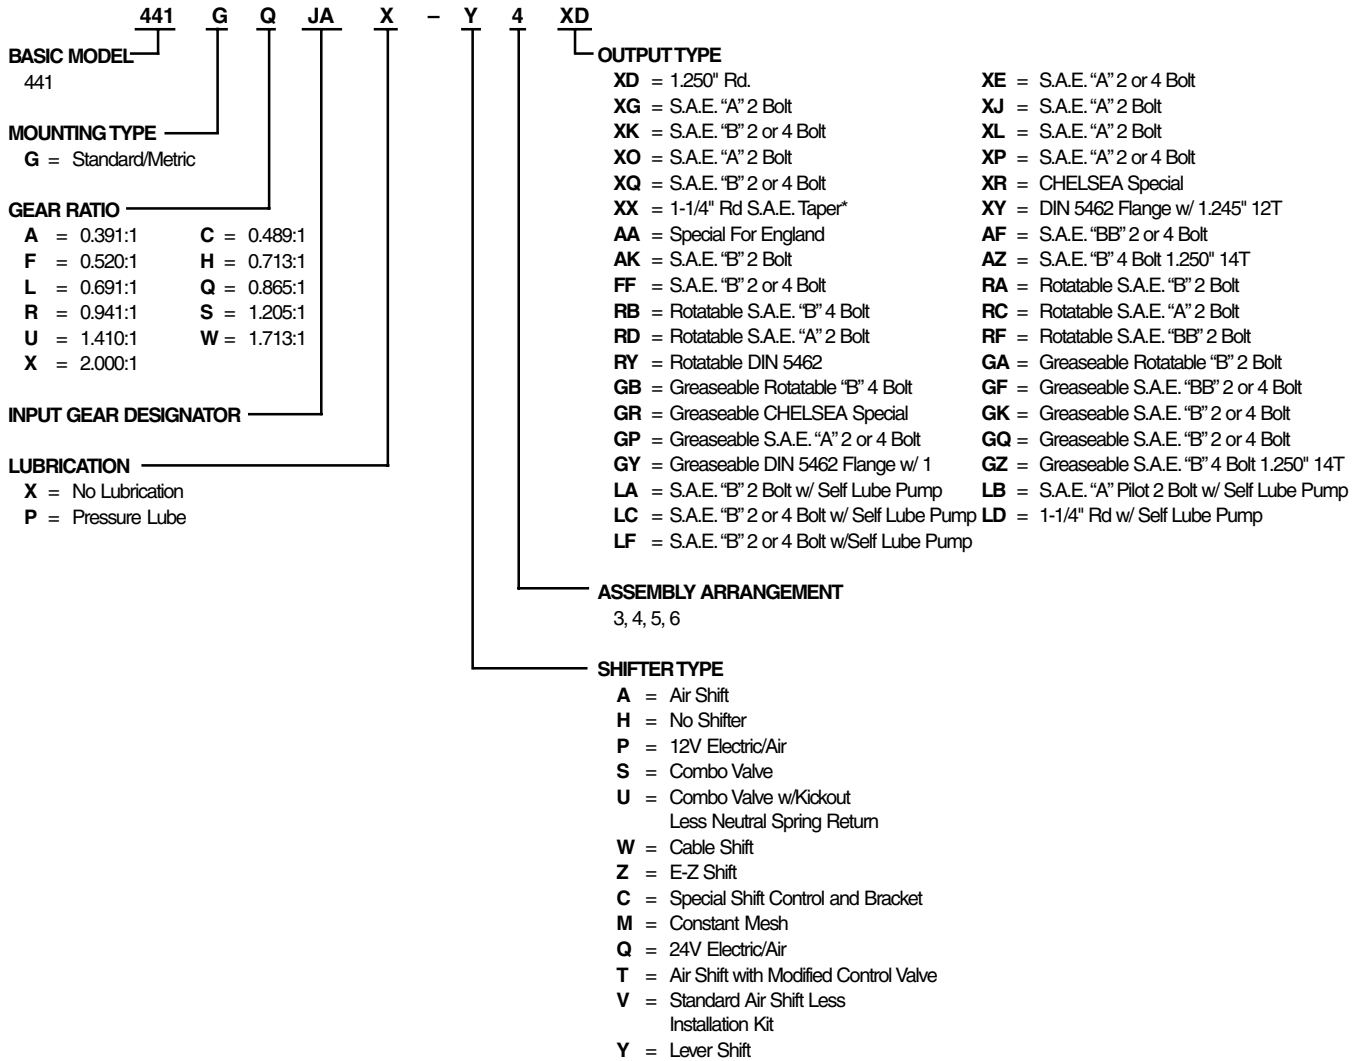 441 G Q JA X – Y 4 XD
BASIC MODEL
441
MOUNTING TYPE
G = Standard/Metric
GEAR RATIO
A = 0.391:1 C = 0.489:1
F = 0.520:1 H = 0.713:1
L = 0.691:1 Q = 0.865:1
R = 0.941:1 S = 1.205:1
U = 1.410:1 W = 1.713:1
X = 2.000:1
INPUT GEAR DESIGNATOR
LUBRICATION
X = No Lubrication
P = Pressure Lube
OUTPUT TYPE
XD = 1.250" Rd. XE = S.A.E. “A” 2 or 4 Bolt
XG = S.A.E. “A” 2 Bolt XJ = S.A.E. “A” 2 Bolt
XK = S.A.E. “B” 2 or 4 Bolt XL = S.A.E. “A” 2 Bolt
XO = S.A.E. “A” 2 Bolt XP = S.A.E. “A” 2 or 4 Bolt
XQ = S.A.E. “B” 2 or 4 Bolt XR = CHELSEA Special
XX = 1-1/4" Rd S.A.E. Taper* XY = DIN 5462 Flange w/ 1.245" 12T
AA = Special For England AF = S.A.E. “BB” 2 or 4 Bolt
AK = S.A.E. “B” 2 Bolt AZ = S.A.E. “B” 4 Bolt 1.250" 14T
FF = S.A.E. “B” 2 or 4 Bolt RA = Rotatable S.A.E. “B” 2 Bolt
RB = Rotatable S.A.E. “B” 4 Bolt RC = Rotatable S.A.E. “A” 2 Bolt
RD = Rotatable S.A.E. “A” 2 Bolt RF = Rotatable S.A.E. “BB” 2 Bolt
RY = Rotatable DIN 5462 GA = Greaseable Rotatable “B” 2 Bolt
GB = Greaseable Rotatable “B” 4 Bolt GF = Greaseable S.A.E. “BB” 2 or 4 Bolt
GR = Greaseable CHELSEA Special GK = Greaseable S.A.E. “B” 2 or 4 Bolt
GP = Greaseable S.A.E. “A” 2 or 4 Bolt GQ = Greaseable S.A.E. “B” 2 or 4 Bolt
GY = Greaseable DIN 5462 Flange w/ 1 GZ = Greaseable S.A.E. “B” 4 Bolt 1.250" 14T
LA = S.A.E. “B” 2 Bolt w/ Self Lube Pump LB = S.A.E. “A” Pilot 2 Bolt w/ Self Lube Pump
LC = S.A.E. “B” 2 or 4 Bolt w/ Self Lube Pump LD = 1-1/4" Rd w/ Self Lube Pump
LF = S.A.E. “B” 2 or 4 Bolt w/Self Lube Pump
ASSEMBLY ARRANGEMENT
3, 4, 5, 6
SHIFTER TYPE
A = Air Shift
H = No Shifter
P = 12V Electric/Air
S = Combo Valve
U = Combo Valve w/Kickout
Less Neutral Spring Return
W = Cable Shift
Z = E-Z Shift
C = Special Shift Control and Bracket
M = Constant Mesh
Q = 24V Electric/Air
T = Air Shift with Modified Control Valve
V = Standard Air Shift Less
Installation Kit
Y = Lever Shift